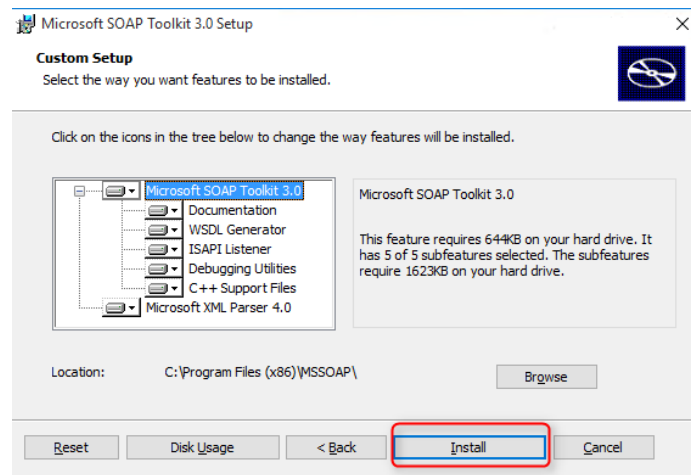 Microsoft SOAP Toolkit 3.0 Setup
Custom Setup
Select the way you want features to be installed.
Click on the icons in the tree below to change the way features will be installed.
Microsoft SOAP Toolkit 3.0
Documentation
WSDL Generator
ISAPI Listener
Debugging Utilities
C++ Support Files
Microsoft XML Parser 4.0
Microsoft SOAP Toolkit 3.0
This feature requires 644KB on your hard drive. It
has 5 of 5 subfeatures selected. The subfeatures
require 1623KB on your hard drive.
Location: C:\Program Files (x86)\MSSOAP\
Browse
Reset Disk Usage < Back Install Cancel